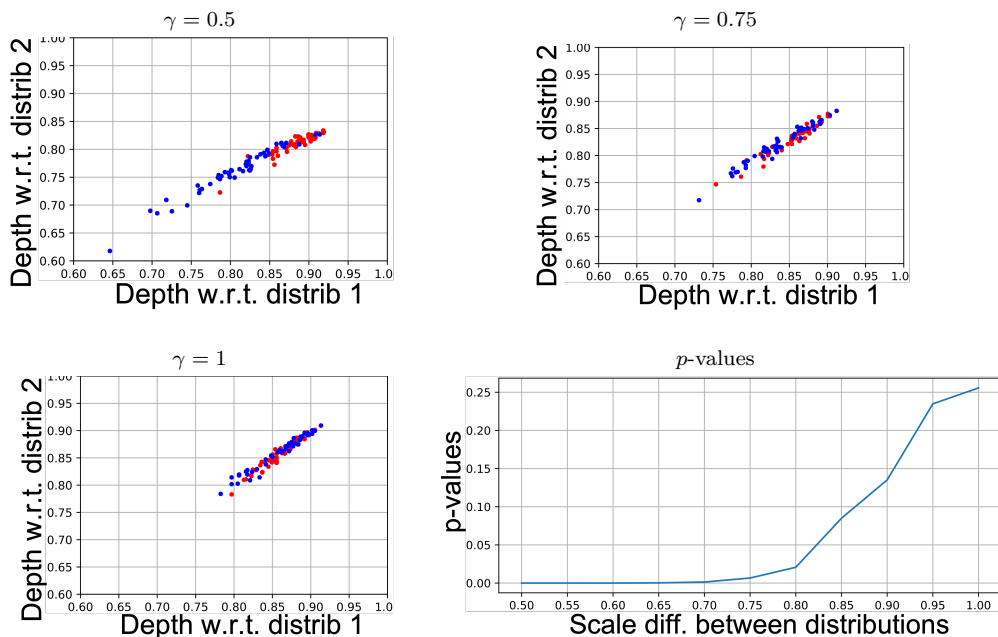 γ = 0.5
Depth w.r.t. distrib 2
1.00
0.95
0.90
0.85
0.80
0.75
0.70
0.65
0.60
0.60 0.65 0.70 0.75 0.80 0.85 0.90 0.95 1.0
Depth w.r.t. distrib 1
γ = 0.75
Depth w.r.t. distrib 2
1.00
0.95
0.90
0.85
0.80
0.75
0.70
0.65
0.60
0.60 0.65 0.70 0.75 0.80 0.85 0.90 0.95 1.0
Depth w.r.t. distrib 1
γ = 1
Depth w.r.t. distrib 2
1.00
0.95
0.90
0.85
0.80
0.75
0.70
0.65
0.60
0.60 0.65 0.70 0.75 0.80 0.85 0.90 0.95 1.0
Depth w.r.t. distrib 1
p-values
p-values
0.25
0.20
0.15
0.10
0.05
0.00
0.50 0.55 0.60 0.65 0.70 0.75 0.80 0.85 0.90 0.95 1.00
Scale diff. between distributions